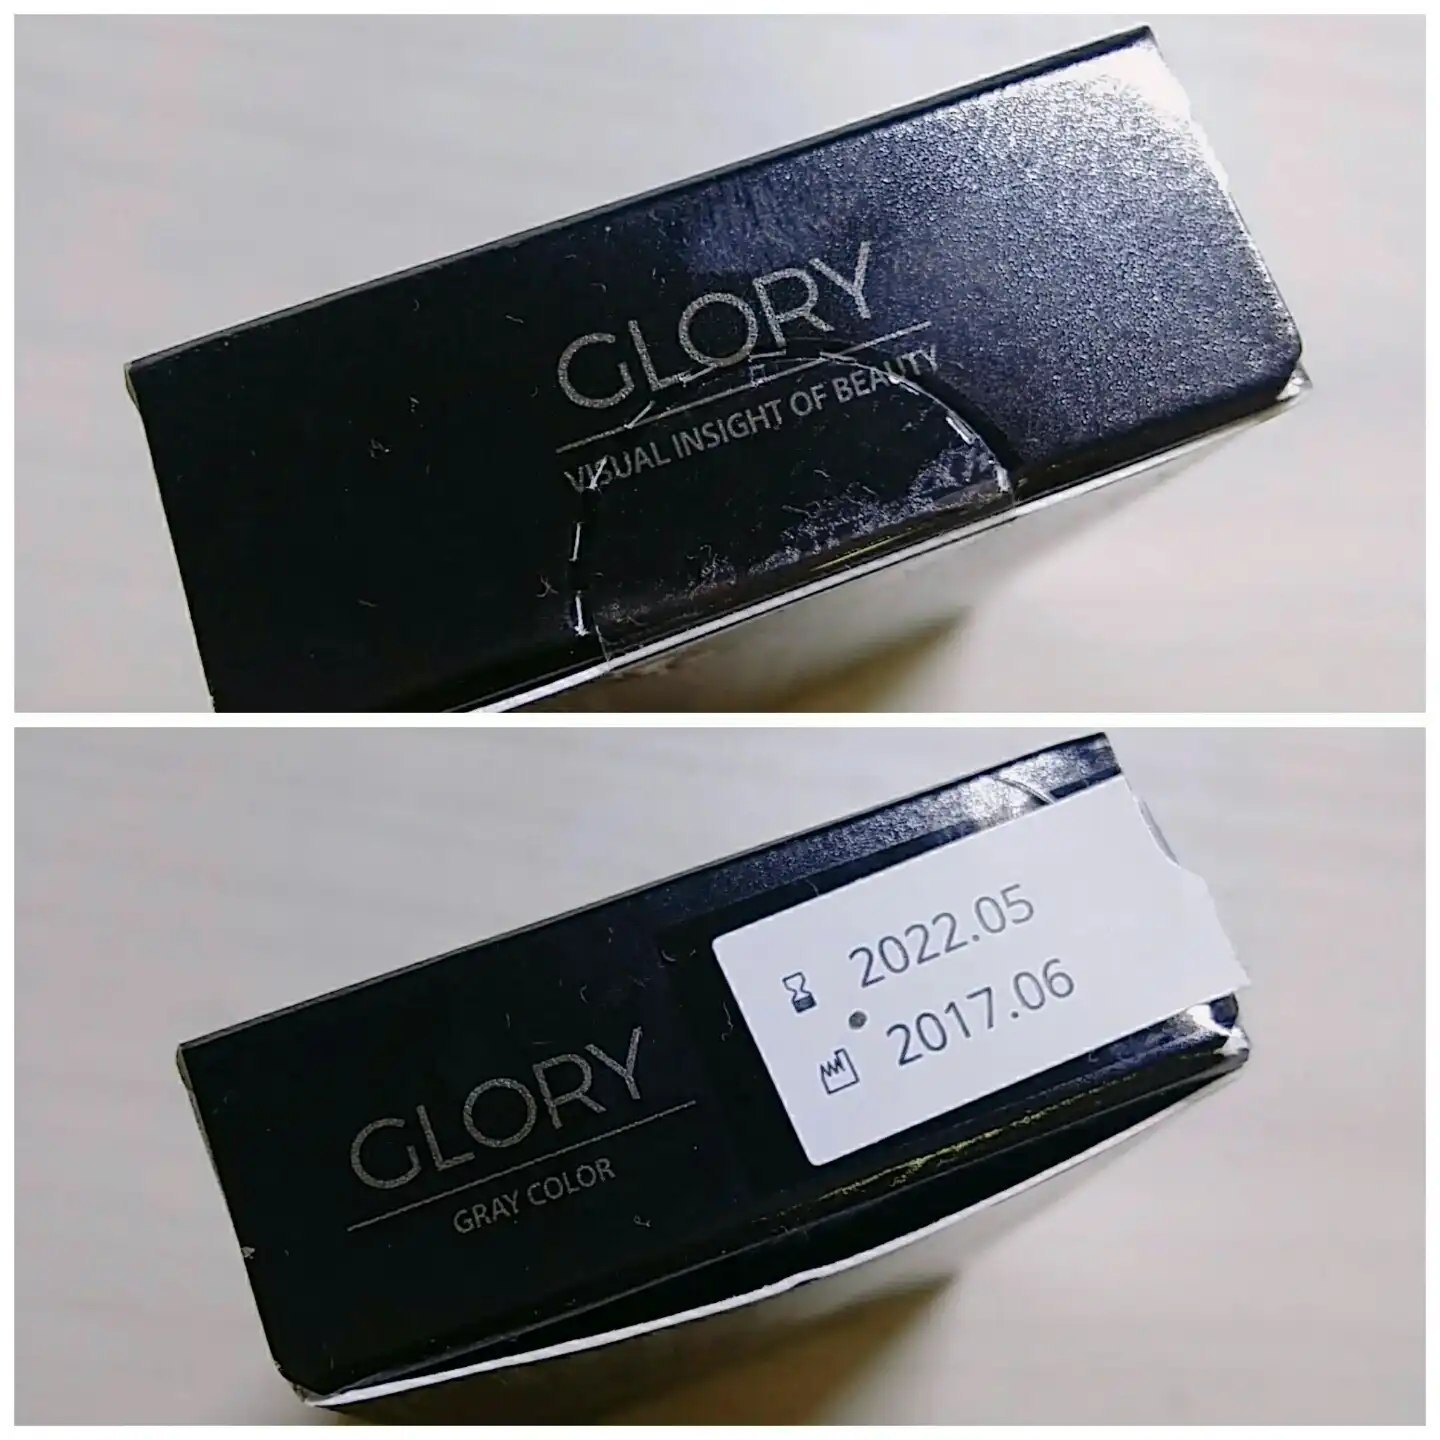 GLORY
VISUAL INSIGHT OF BEAUTY
2022.05
2017.06
GLORY
GRAY COLOR